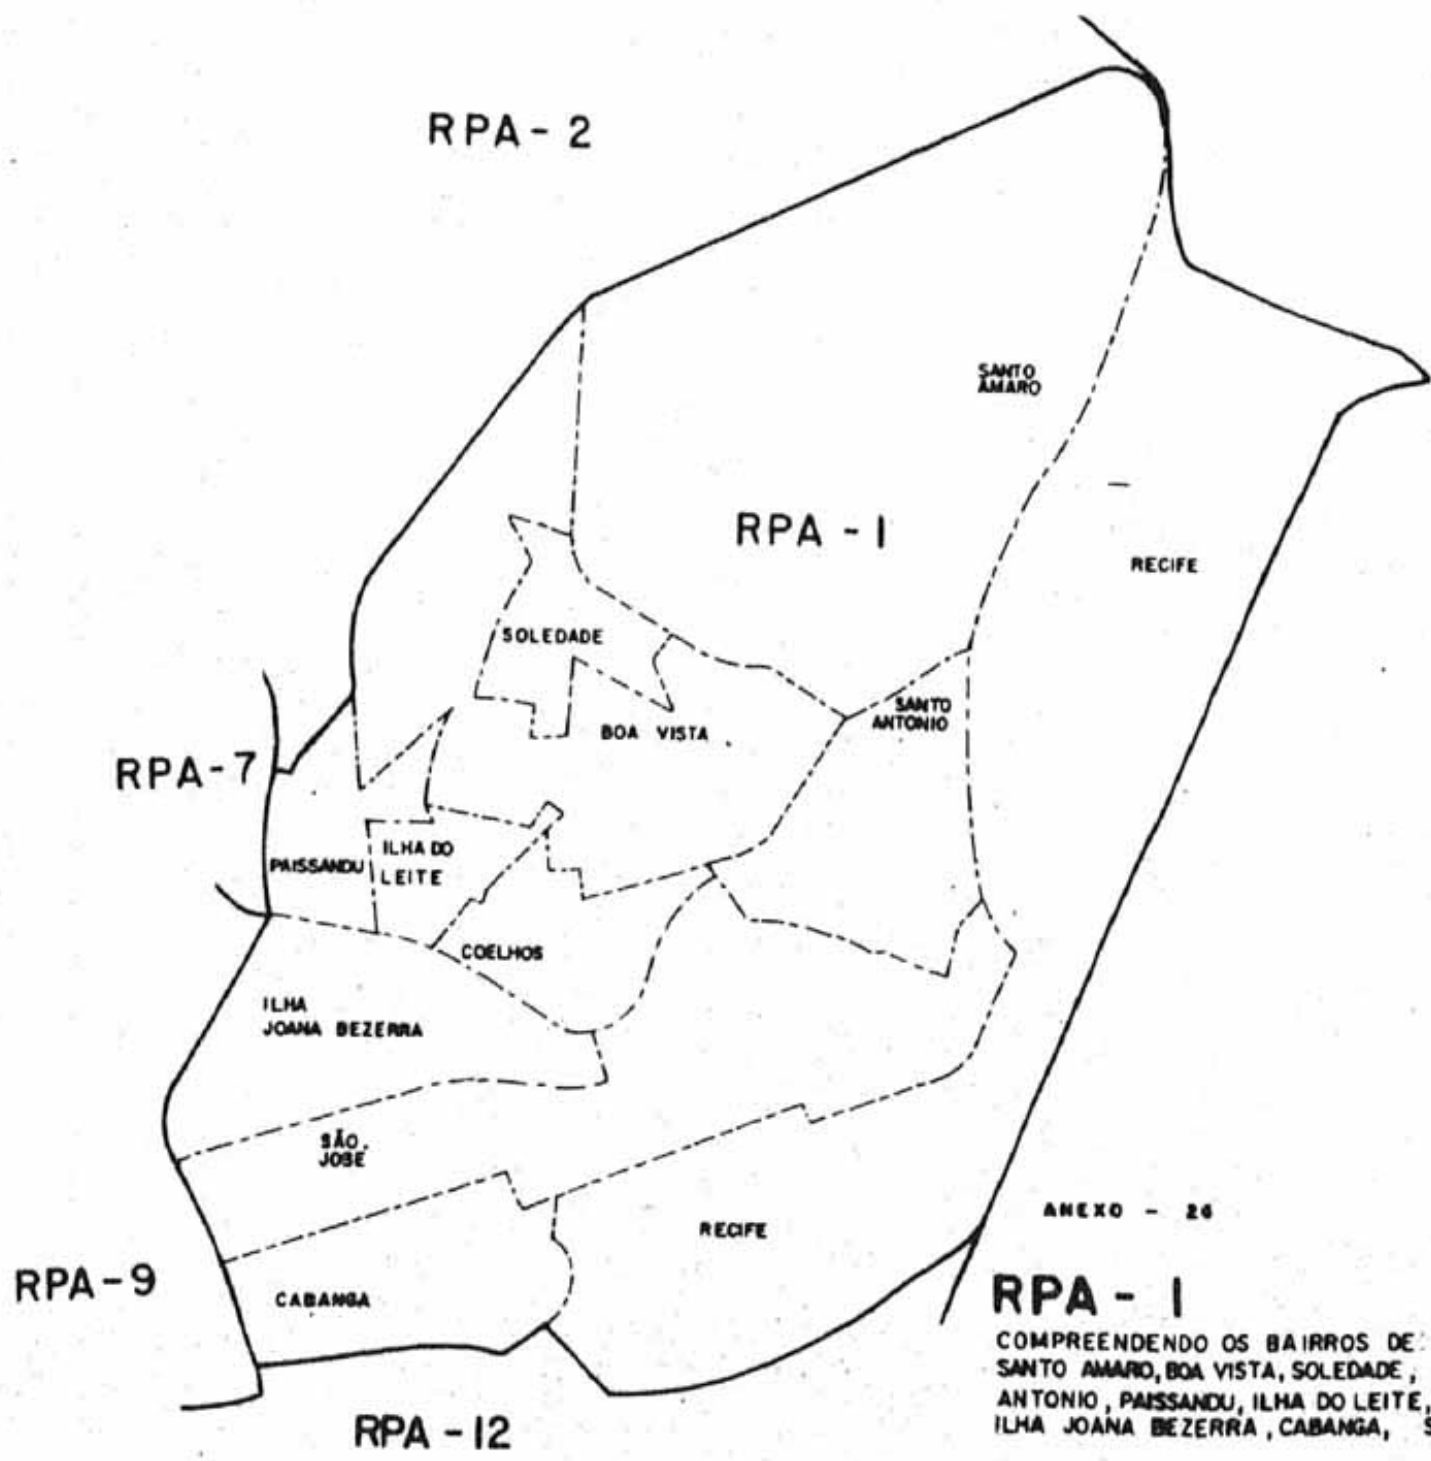 RPA - 2
SANTO
AMARO
RPA - 1
RECIFE
SOLEDADE
SANTO
ANTONIO
BOA VISTA
RPA - 7
ILHA DO
LEITE
PAISSANDU
COELHOS
ILHA
JOANA BEZERRA
SÃO
JOSE
RECIFE
CABANGA
RPA - 9
RPA - 12
ANEXO - 26
RPA - 1
COMPREENDENDO OS BAIRROS DE:
SANTO AMARO, BOA VISTA, SOLEDADE,
ANTONIO, PAISSANDU, ILHA DO LEITE,
ILHA JOANA BEZERRA, CABANGA,